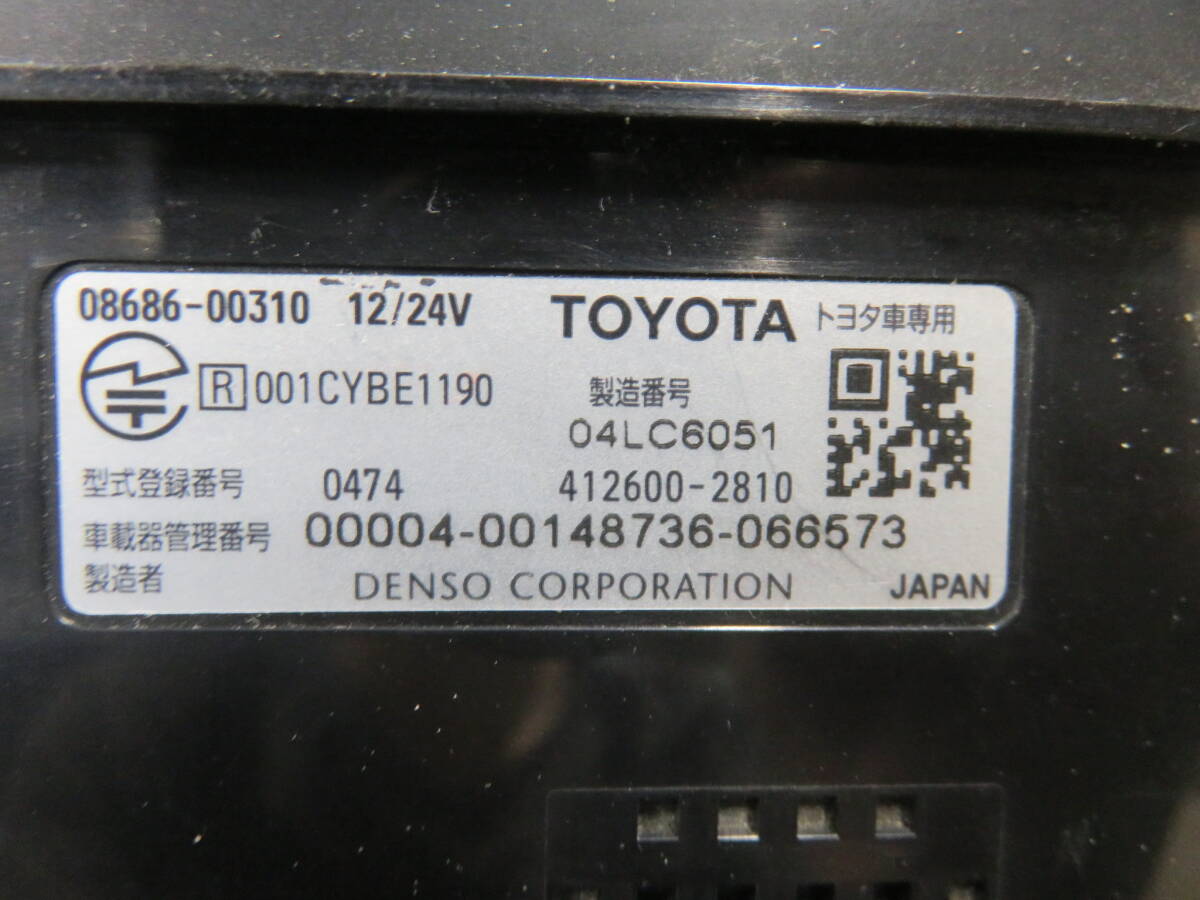 08686-00310 12/24V TOYOTA トヨタ車専用
R 001CYBE1190 製造番号
04LC6051
型式登録番号 0474 412600-2810
車載器管理番号 00004-00148736-066573
製造者 DENSO CORPORATION JAPAN